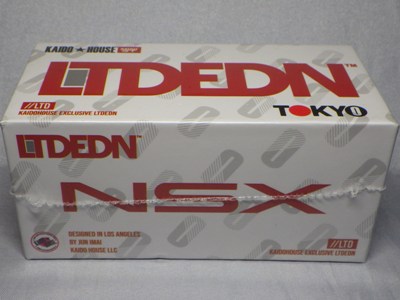 KAIDO★HOUSE
LTDEDN™
//LTD
KAIDOHOUSE EXCLUSIVE LTDEDN
TOKYO
LTDEDN™
NSX
DESIGNED IN LOS ANGELES
BY JUN IMAI
KAIDO HOUSE LLC
//LTD
KAIDOHOUSE EXCLUSIVE LTDEDN